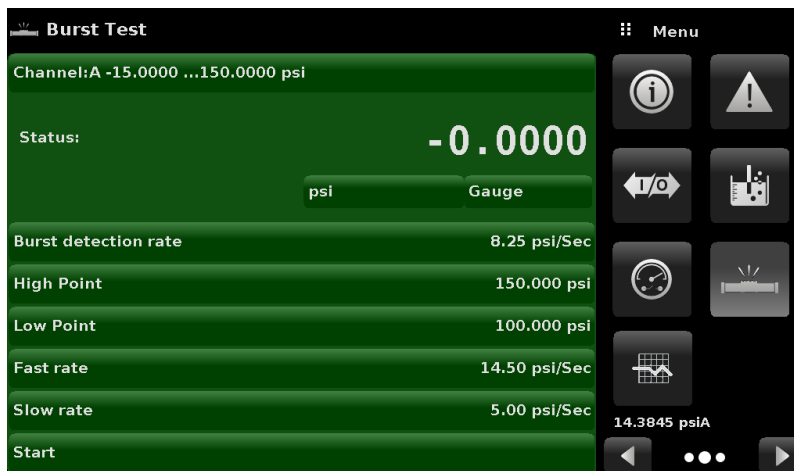 Burst Test
Menu
Channel:A -15.0000 ...150.0000 psi
Status:
-0.0000
psi Gauge
I/O
Burst detection rate 8.25 psi/Sec
High Point 150.000 psi
Low Point 100.000 psi
Fast rate 14.50 psi/Sec
Slow rate 5.00 psi/Sec
14.3845 psiA
Start